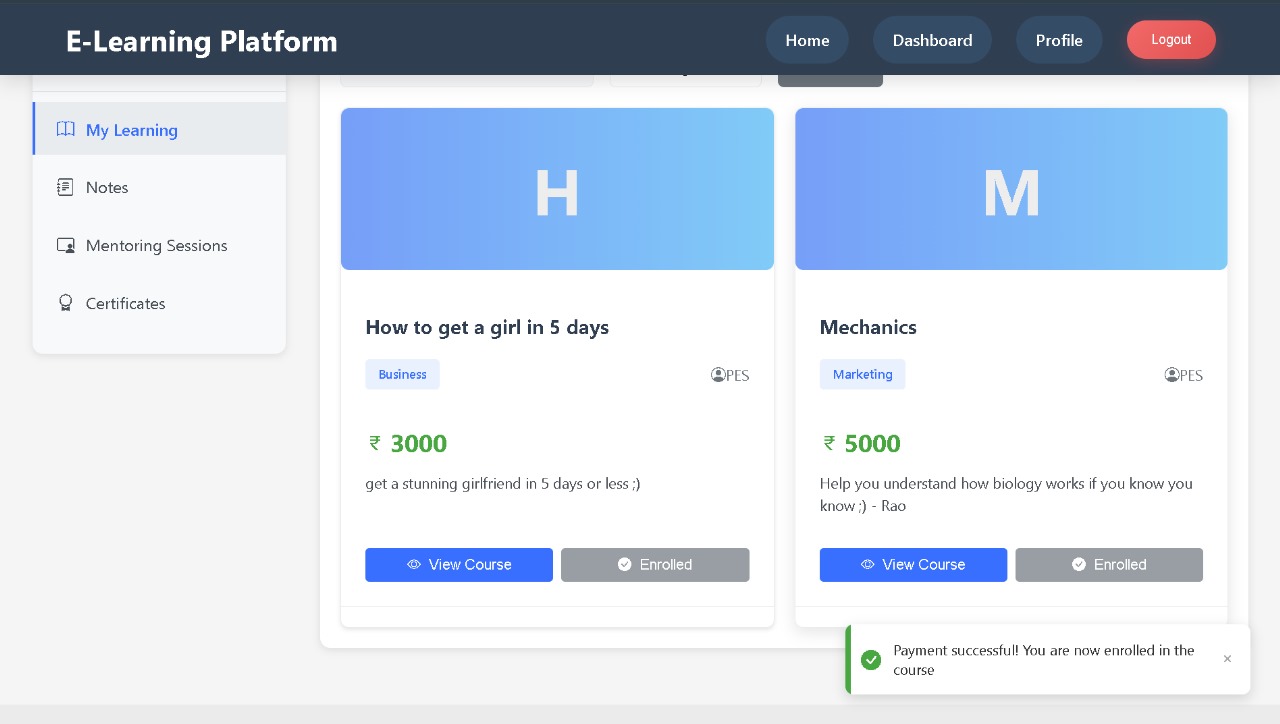 E-Learning Platform
Home
Dashboard
Profile
Logout
My Learning
Notes
Mentoring Sessions
Certificates
H
How to get a girl in 5 days
Business
PES
₹ 3000
get a stunning girlfriend in 5 days or less ;)
View Course
Enrolled
M
Mechanics
Marketing
PES
₹ 5000
Help you understand how biology works if you know you
know ;) - Rao
View Course
Enrolled
Payment successful! You are now enrolled in the
course
×